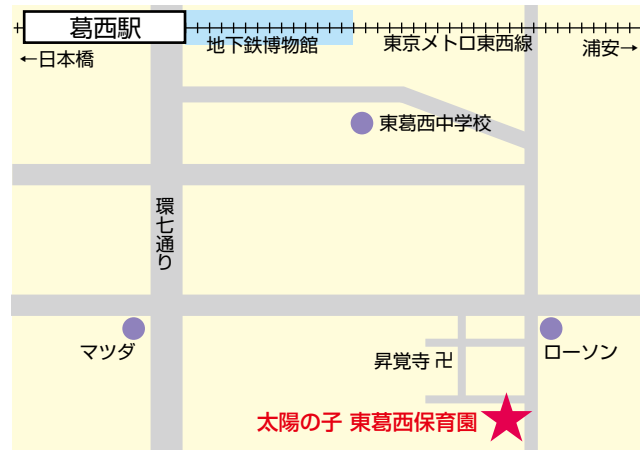 葛西駅
地下鉄博物館
東京メトロ東西線
←日本橋
浦安→
東葛西中学校
環七通り
マツダ
昇覚寺 卍
ローソン
太陽の子 東葛西保育園